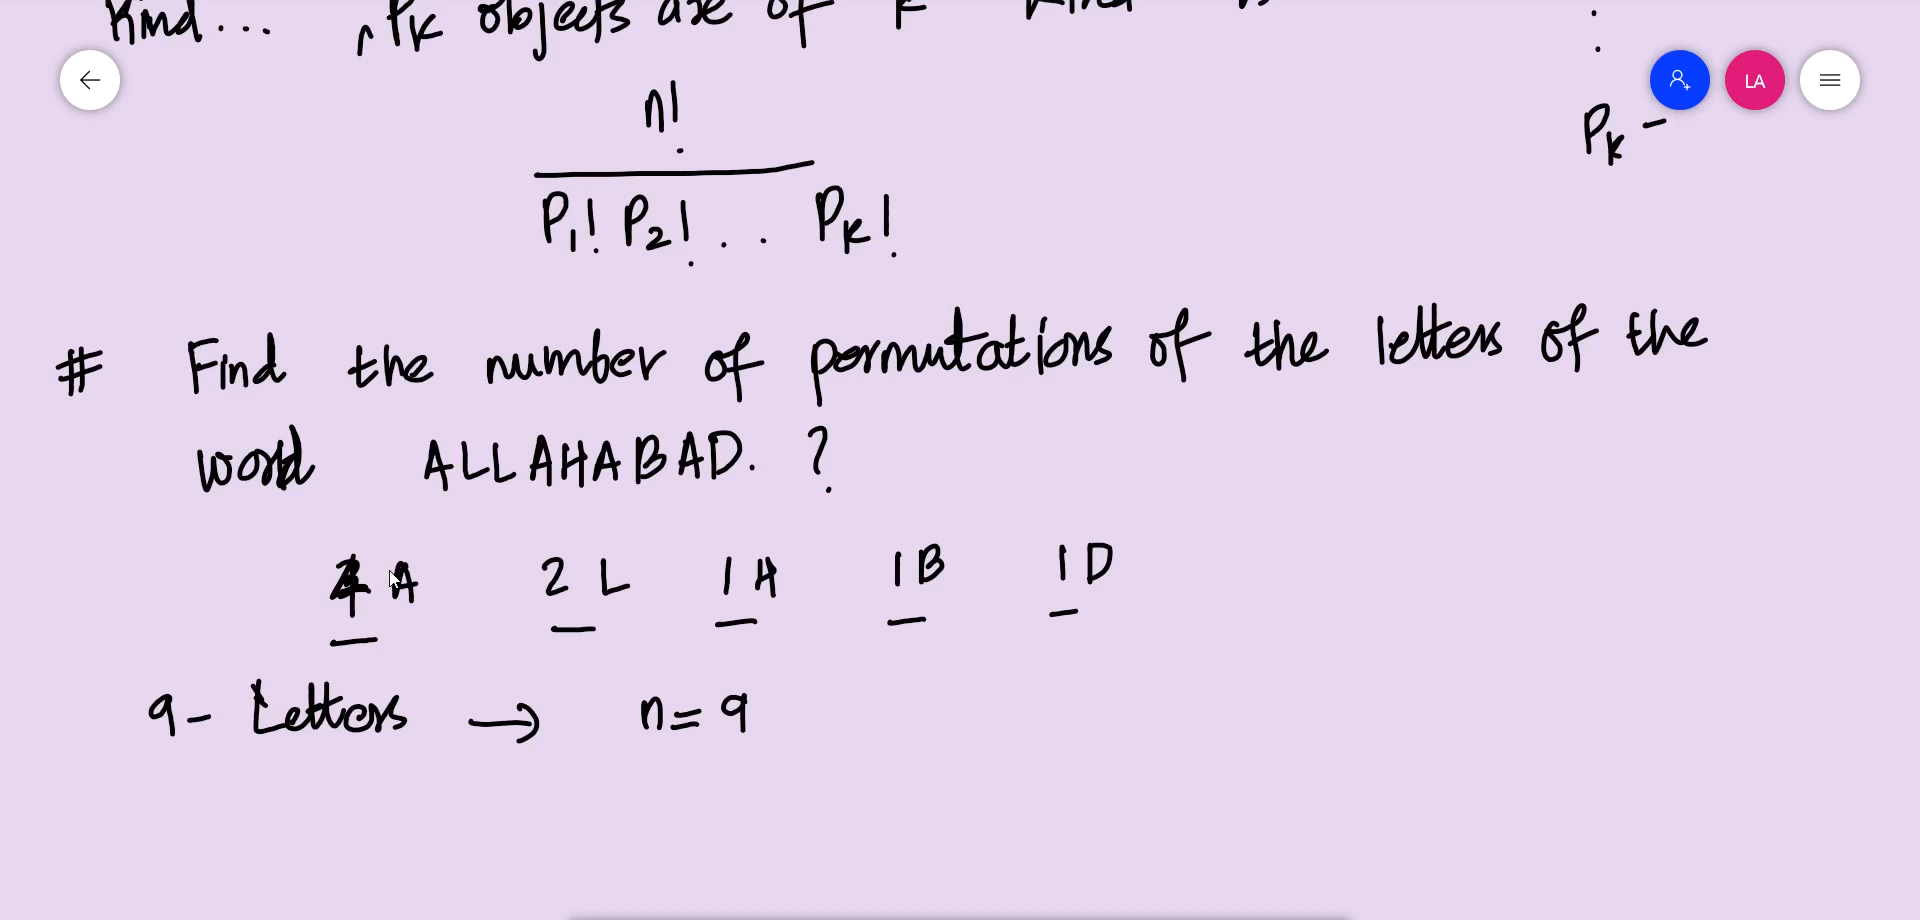 Kind... , Pk objects are of k
n!
P1! P2! .. Pk!
Pk -
LA
# Find the number of permutations of the letters of the
word ALLAHABAD. ?
4 A 2 L 1 H 1 B 1 D
9 - Letters → n = 9